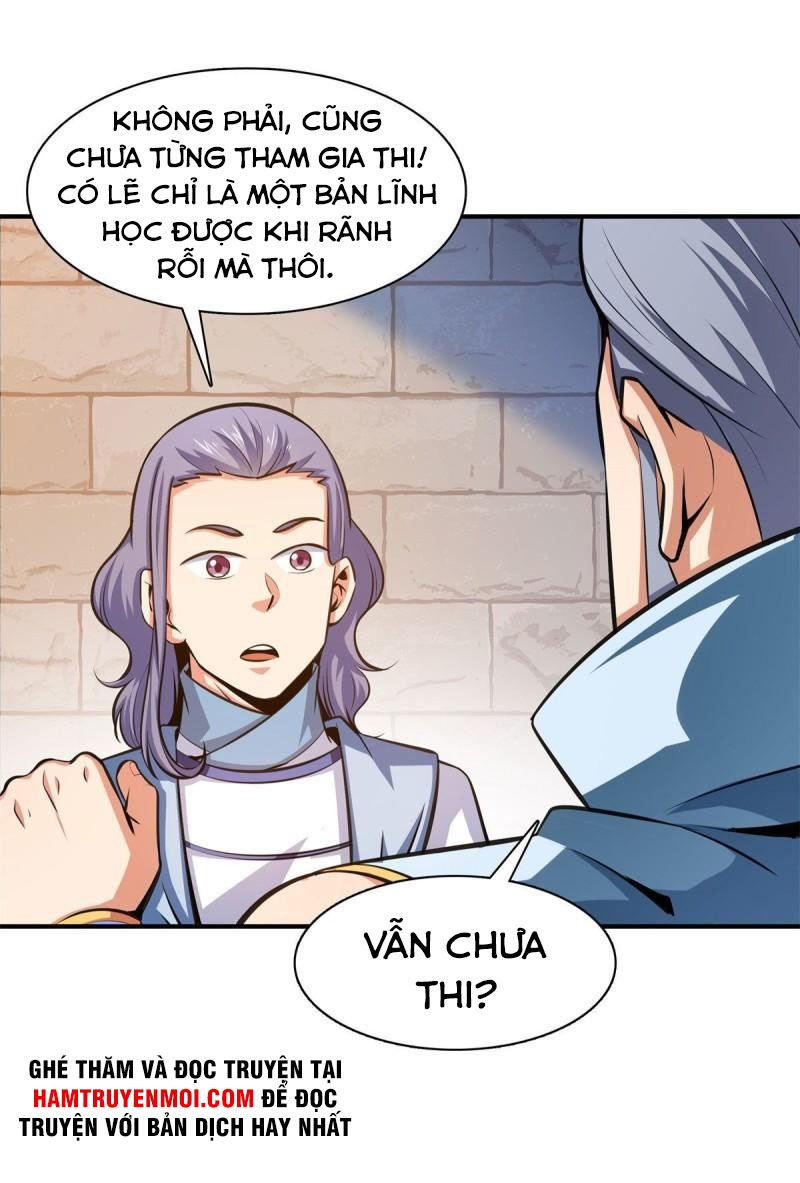 KHÔNG PHẢI, CŨNG
CHƯA TỪNG THAM GIA THI!
CÓ LẼ CHỈ LÀ MỘT BẢN LĨNH
HỌC ĐƯỢC KHI RÃNH
RỖI MÀ THÔI.
VẪN CHƯA
THI?
GHÉ THĂM VÀ ĐỌC TRUYỆN TẠI
HAMTRUYENMOI.COM ĐỂ ĐỌC
TRUYỆN VỚI BẢN DỊCH HAY NHẤT